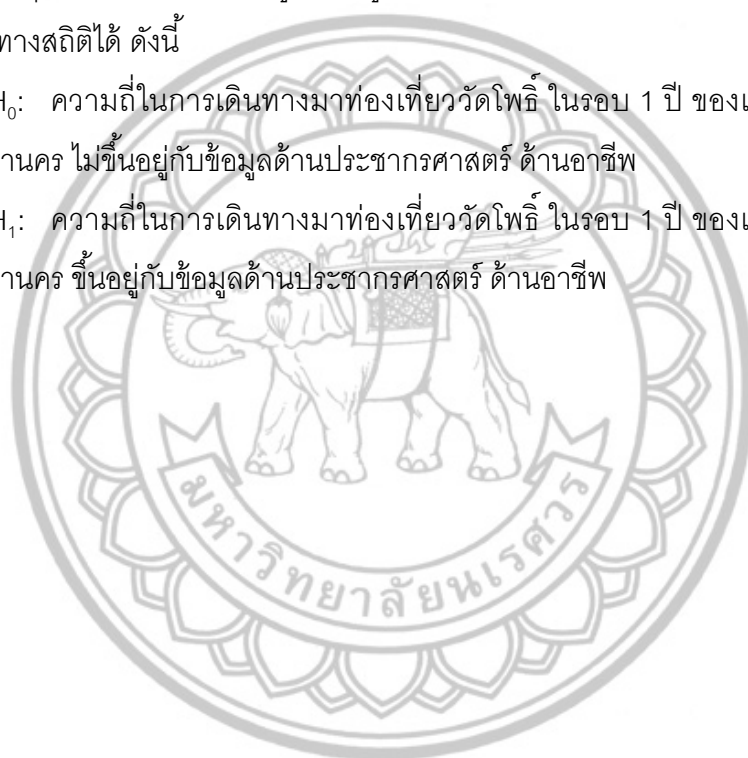 ทางสถิติได้ ดังนี้
H₀: ความถี่ในการเดินทางมาท่องเที่ยววัดโพธิ์ ในรอบ 1 ปี ของเ
านคร ไม่ขึ้นอยู่กับข้อมูลด้านประชากรศาสตร์ ด้านอาชีพ
H₁: ความถี่ในการเดินทางมาท่องเที่ยววัดโพธิ์ ในรอบ 1 ปี ของเ
านคร ขึ้นอยู่กับข้อมูลด้านประชากรศาสตร์ ด้านอาชีพ
มหาวิทยาลัยนเรศวร